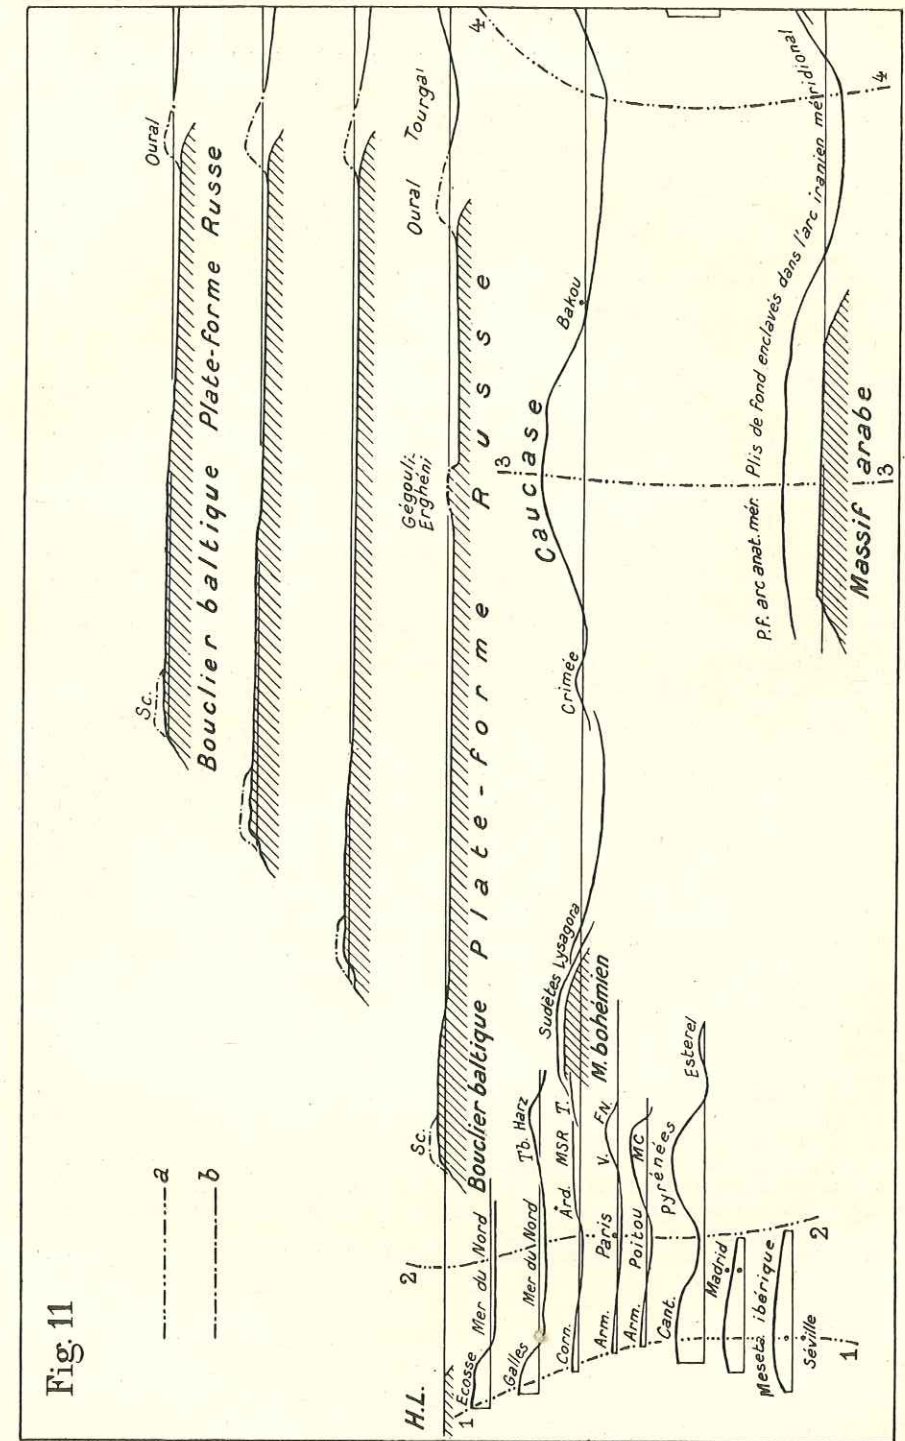 Fig. 11
a
b
Sc.
Oural
Bouclier baltique Plate-forme Russe
H.L.
Sc.
Gégouli.
Erghéni
Oural Tourgaï
Bouclier baltique Plate-forme Russe
1
2
3
4
Ecosse Mer du Nord
Galles Mer du Nord Tb. Harz
Corn. Ard. MSR T. Sudètes Lysagora
M. bohémien
Crimée
Caucase
Bakou
Arm. Paris V. FN.
Arm. Poitou MC
Cant. Pyrénées Esterel
Madrid
Meseta ibérique
Séville
P.f. arc anat. mér. Plis de fond enclavés dans l'arc iranien méridional
Massif arabe
1
2
3
4